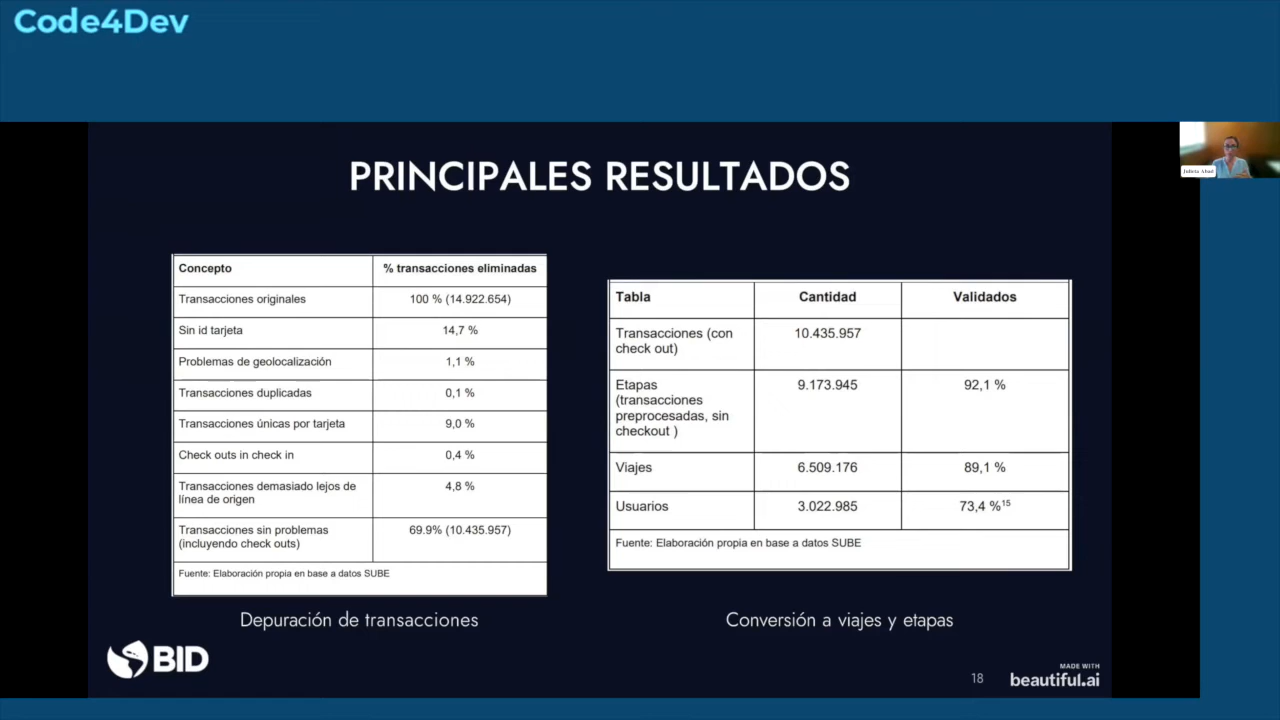 Code4Dev
PRINCIPALES RESULTADOS
Julieta Abad
Concepto % transacciones eliminadas
Transacciones originales 100 % (14.922.654)
Sin id tarjeta 14,7 %
Problemas de geolocalización 1,1 %
Transacciones duplicadas 0,1 %
Transacciones únicas por tarjeta 9,0 %
Check outs in check in 0,4 %
Transacciones demasiado lejos de 4,8 %
línea de origen
Transacciones sin problemas 69.9% (10.435.957)
(incluyendo check outs)
Fuente: Elaboración propia en base a datos SUBE
Depuración de transacciones
Tabla Cantidad Validados
Transacciones (con 10.435.957
check out)
Etapas 9.173.945 92,1 %
(transacciones
preprocesadas, sin
checkout )
Viajes 6.509.176 89,1 %
Usuarios 3.022.985 73,4 %15
Fuente: Elaboración propia en base a datos SUBE
Conversión a viajes y etapas
BID
18
MADE WITH
beautiful.ai